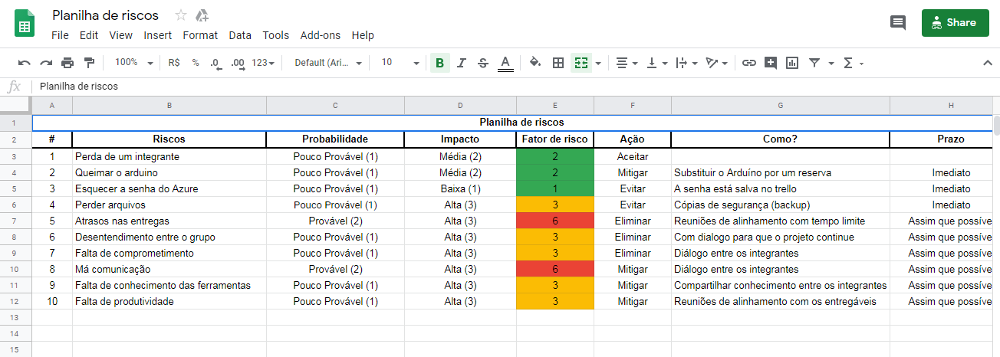 Planilha de riscos
File Edit View Insert Format Data Tools Add-ons Help
Share
100% R$ % .0 .00 123 Default (Ari... 10 B I S A
fx Planilha de riscos
A B C D E F G H
1 Planilha de riscos
2 # Riscos Probabilidade Impacto Fator de risco Ação Como? Prazo
3 1 Perda de um integrante Pouco Provável (1) Média (2) 2 Aceitar
4 2 Queimar o arduino Pouco Provável (1) Média (2) 2 Mitigar Substituir o Arduíno por um reserva Imediato
5 3 Esquecer a senha do Azure Pouco Provável (1) Baixa (1) 1 Evitar A senha está salva no trello Imediato
6 4 Perder arquivos Pouco Provável (1) Alta (3) 3 Evitar Cópias de segurança (backup) Imediato
7 5 Atrasos nas entregas Provável (2) Alta (3) 6 Eliminar Reuniões de alinhamento com tempo limite Assim que possíve
8 6 Desentendimento entre o grupo Pouco Provável (1) Alta (3) 3 Eliminar Com dialogo para que o projeto continue Assim que possíve
9 7 Falta de comprometimento Pouco Provável (1) Alta (3) 3 Eliminar Diálogo entre os integrantes Assim que possíve
10 8 Má comunicação Provável (2) Alta (3) 6 Mitigar Diálogo entre os integrantes Assim que possíve
11 9 Falta de conhecimento das ferramentas Pouco Provável (1) Alta (3) 3 Mitigar Compartilhar conhecimento entre os integrantes Assim que possíve
12 10 Falta de produtividade Pouco Provável (1) Alta (3) 3 Mitigar Reuniões de alinhamento com os entregáveis Assim que possíve
13
14
15